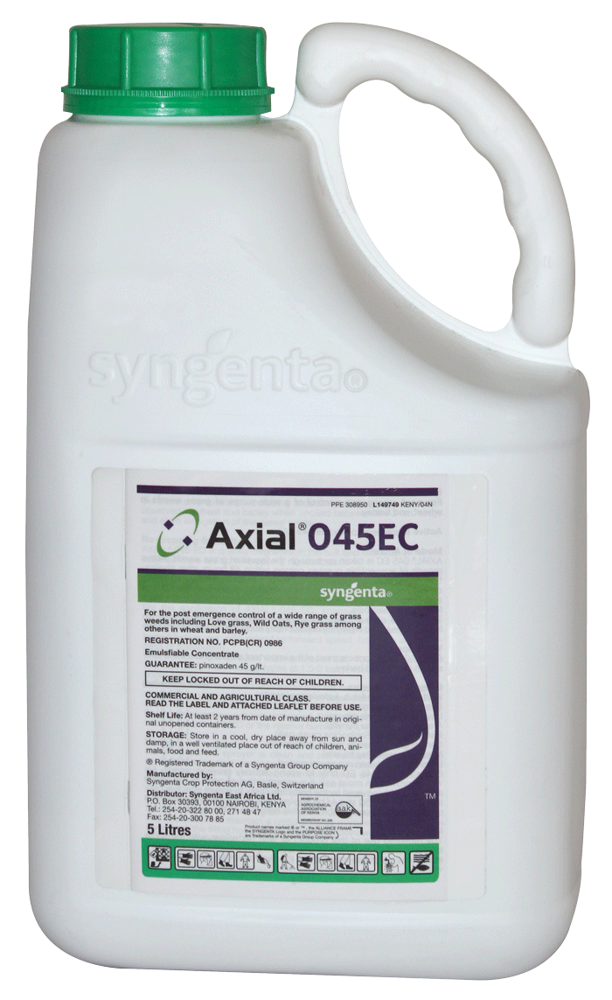 syngenta®
PPE 308950 L149749 KENY/04N
Axial® 045EC
syngenta®
For the post emergence control of a wide range of grass
weeds including Love grass, Wild Oats, Rye grass among
others in wheat and barley.
REGISTRATION NO. PCPB(CR) 0986
Emulsfiable Concentrate
GUARANTEE: pinoxaden 45 g/lt.
KEEP LOCKED OUT OF REACH OF CHILDREN.
COMMERCIAL AND AGRICULTURAL CLASS.
READ THE LABEL AND ATTACHED LEAFLET BEFORE USE.
Shelf Life: At least 2 years from date of manufacture in origi-
nal unopened containers.
STORAGE: Store in a cool, dry place away from sun and
damp, in a well ventilated place out of reach of children, ani-
mals, food and feed.
® Registered Trademark of a Syngenta Group Company
Manufactured by:
Syngenta Crop Protection AG, Basle, Switzerland
Distributor: Syngenta East Africa Ltd.
P.O. Box 30393, 00100 NAIROBI, KENYA
Tel.: 254-20-322 80 00, 271 48 47
Fax: 254-20-300 78 85
5 Litres
MEMBER OF
AGROCHEMICAL
ASSOCIATION
OF KENYA
aak
TM
Product names marked ® or ™, the ALLIANCE FRAME
the SYNGENTA Logo and the PURPOSE ICON
are Trademarks of a Syngenta Group Company